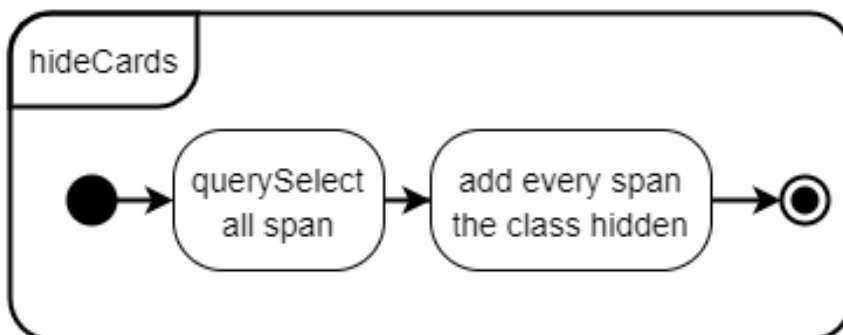 hideCards
querySelect
all span
add every span
the class hidden